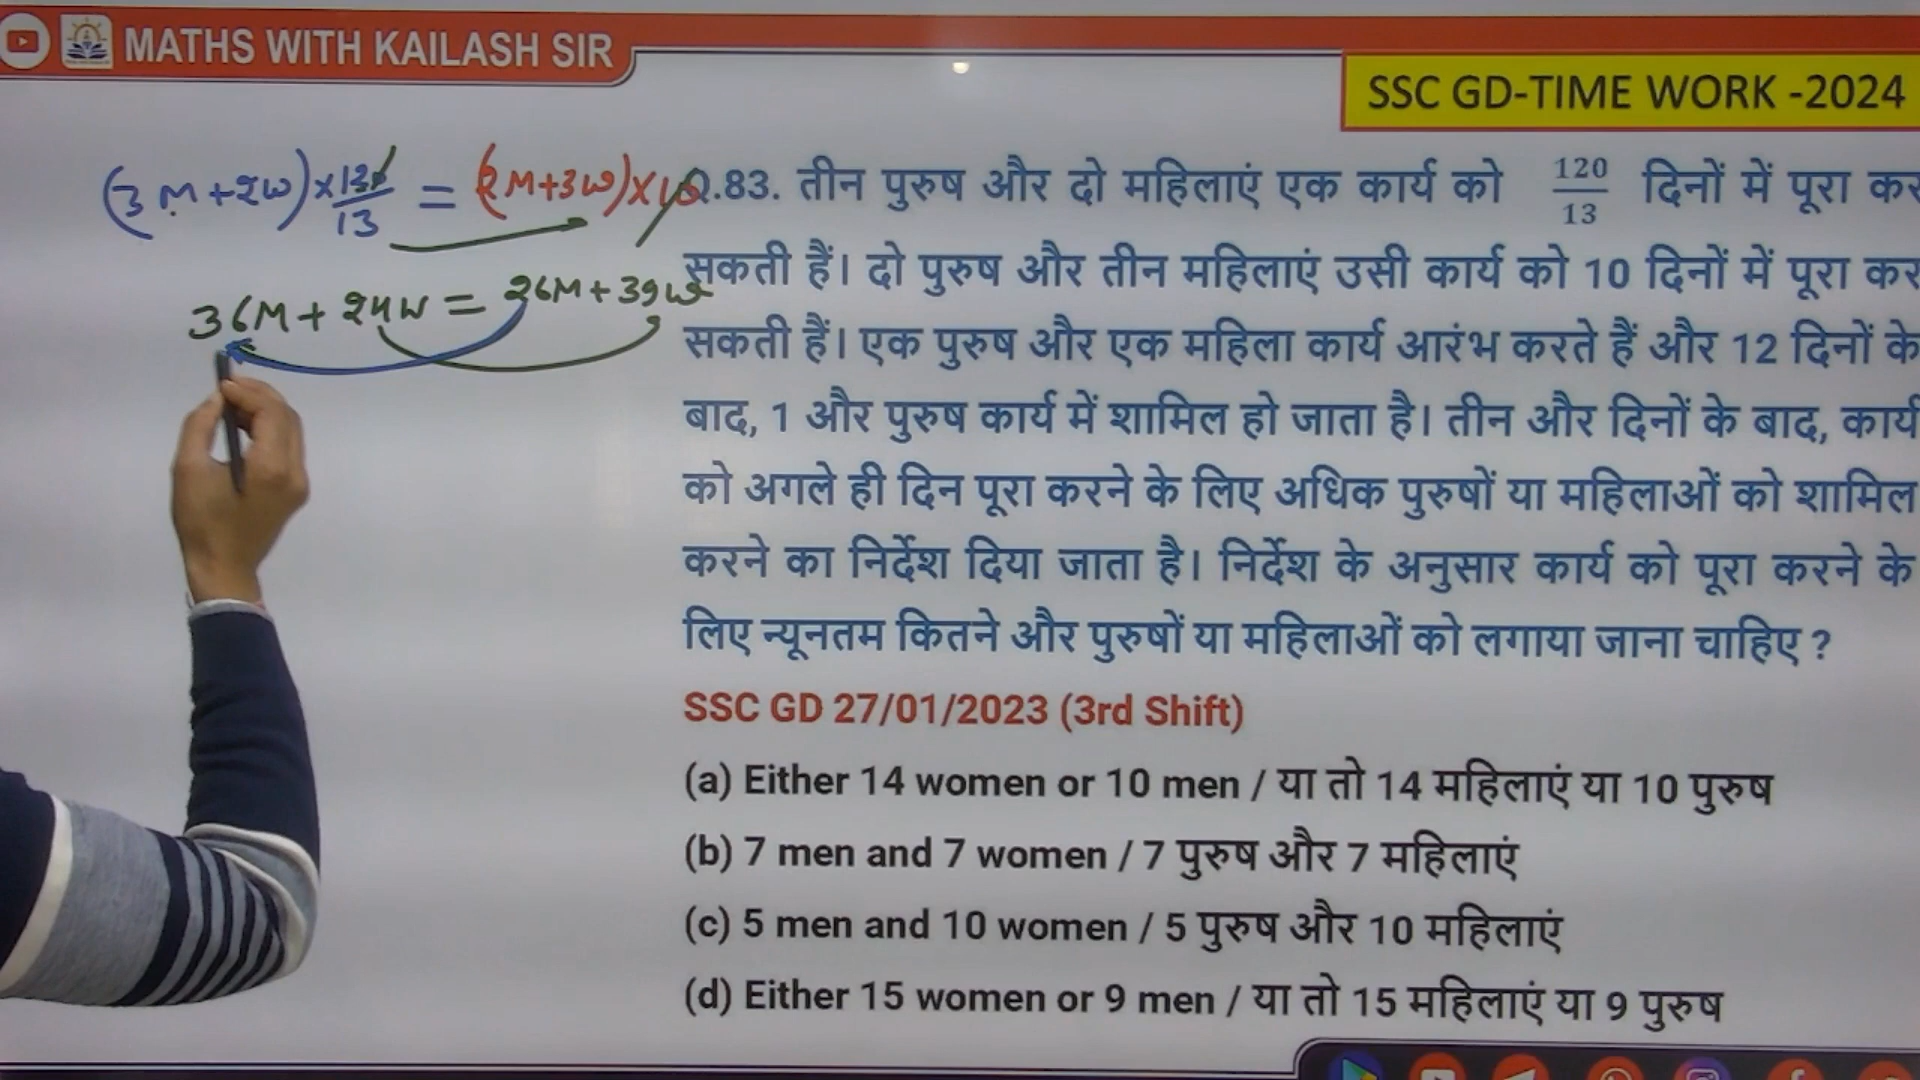 MATHS WITH KAILASH SIR
SSC GD-TIME WORK -2024
(3M+2W)×120/13 = (2M+3W)×10
36M+24W = 26M+39W
Q.83. तीन पुरुष और दो महिलाएं एक कार्य को 120/13 दिनों में पूरा कर
सकती हैं। दो पुरुष और तीन महिलाएं उसी कार्य को 10 दिनों में पूरा कर
सकती हैं। एक पुरुष और एक महिला कार्य आरंभ करते हैं और 12 दिनों के
बाद, 1 और पुरुष कार्य में शामिल हो जाता है। तीन और दिनों के बाद, कार्य
को अगले ही दिन पूरा करने के लिए अधिक पुरुषों या महिलाओं को शामिल
करने का निर्देश दिया जाता है। निर्देश के अनुसार कार्य को पूरा करने के
लिए न्यूनतम कितने और पुरुषों या महिलाओं को लगाया जाना चाहिए ?
SSC GD 27/01/2023 (3rd Shift)
(a) Either 14 women or 10 men / या तो 14 महिलाएं या 10 पुरुष
(b) 7 men and 7 women / 7 पुरुष और 7 महिलाएं
(c) 5 men and 10 women / 5 पुरुष और 10 महिलाएं
(d) Either 15 women or 9 men / या तो 15 महिलाएं या 9 पुरुष